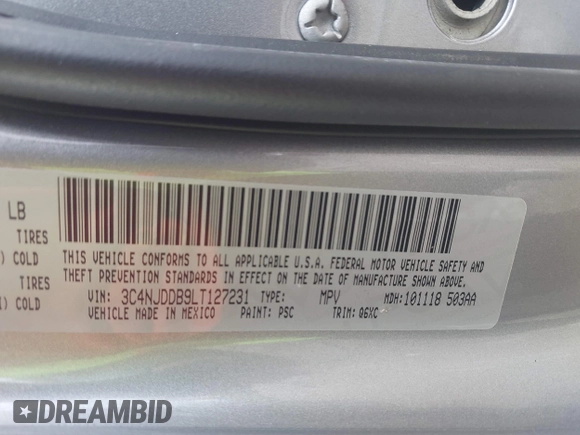 LB
TIRES
) COLD
TIRES
) COLD
THIS VEHICLE CONFORMS TO ALL APPLICABLE U.S.A. FEDERAL MOTOR VEHICLE SAFETY AND
THEFT PREVENTION STANDARDS IN EFFECT ON THE DATE OF MANUFACTURE SHOWN ABOVE.
VIN: 3C4NJDDB9LT127231 TYPE: MPV MDH:101118 503AA
VEHICLE MADE IN MEXICO PAINT: PSC TRIM: Q6XC
DREAMBID